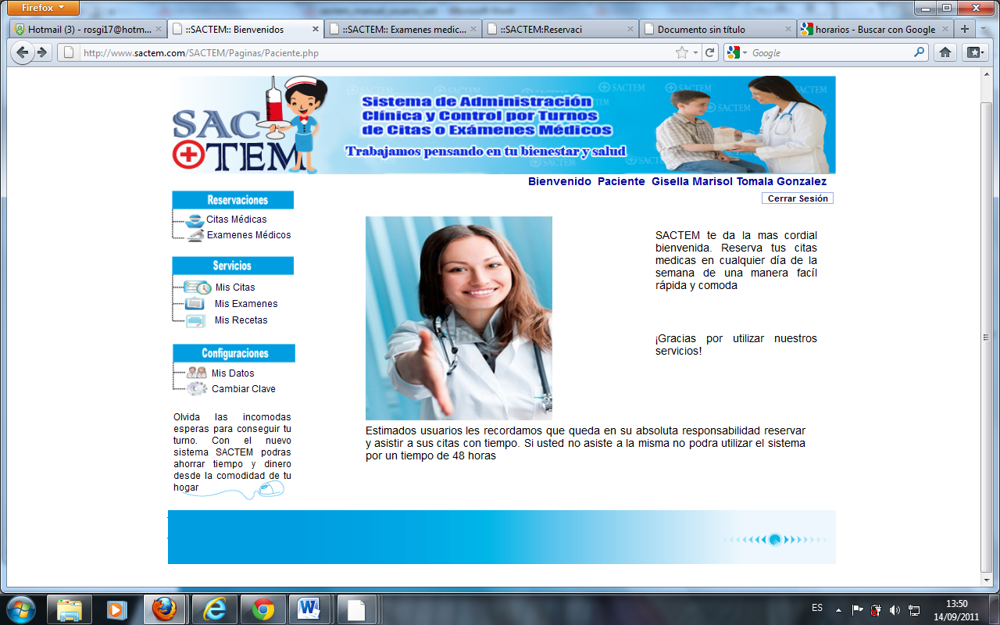 Firefox
Hotmail (3) - rosgi17@hotm...
::SACTEM:: Bienvenidos
::SACTEM:: Examenes medic...
::SACTEM:Reservaci
Documento sin título
horarios - Buscar con Google
http://www.sactem.com/SACTEM/Paginas/Paciente.php
Google
SAC
TEM
Sistema de Administración
Clínica y Control por Turnos
de Citas o Exámenes Médicos
Trabajamos pensando en tu bienestar y salud
SACTEM
SACTEM
SACTEM
SACTEM
Bienvenido Paciente Gisella Marisol Tomala Gonzalez
Cerrar Sesión
Reservaciones
Citas Médicas
Examenes Médicos
Servicios
Mis Citas
Mis Examenes
Mis Recetas
Configuraciones
Mis Datos
Cambiar Clave
Olvida las incomodas
esperas para conseguir tu
turno. Con el nuevo
sistema SACTEM podras
ahorrar tiempo y dinero
desde la comodidad de tu
hogar
SACTEM te da la mas cordial
bienvenida. Reserva tus citas
medicas en cualquier día de la
semana de una manera facíl
rápida y comoda
¡Gracias por utilizar nuestros
servicios!
Estimados usuarios les recordamos que queda en su absoluta responsabilidad reservar
y asistir a sus citas con tiempo. Si usted no asiste a la misma no podra utilizar el sistema
por un tiempo de 48 horas
ES
13:50
14/09/2011